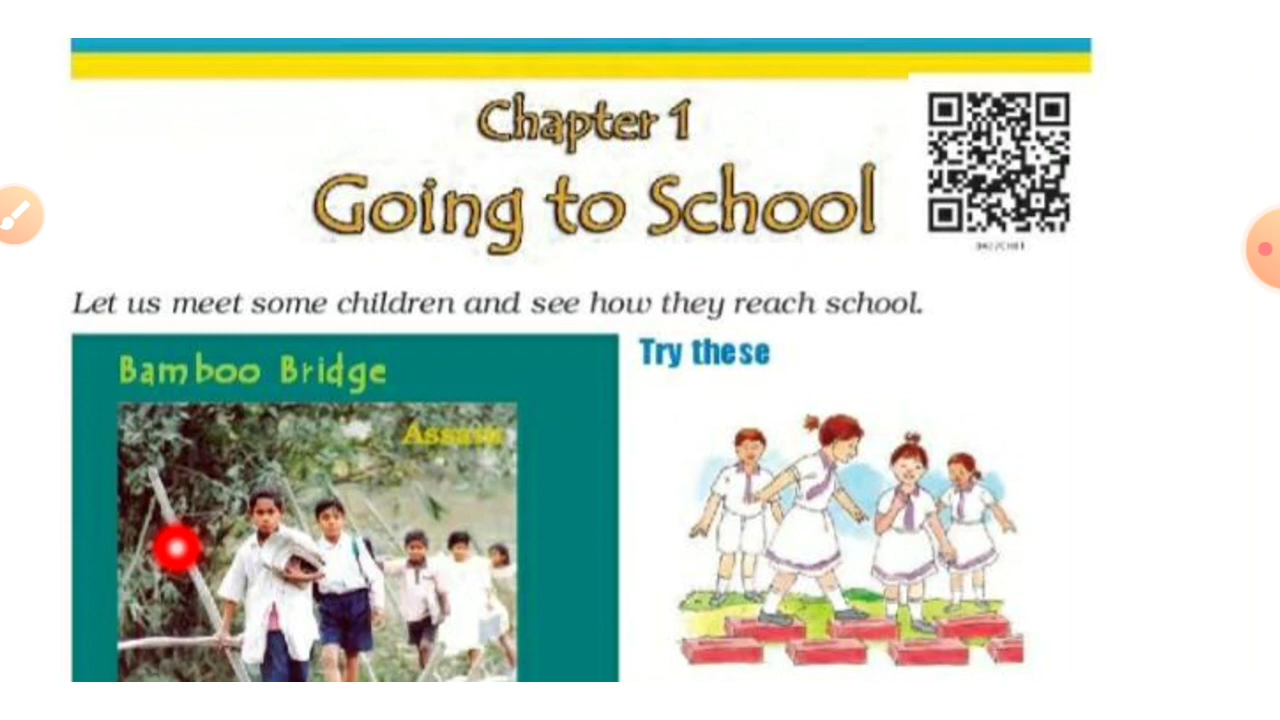 Chapter 1
Going to School
Let us meet some children and see how they reach school.
Bamboo Bridge
Assam
Try these